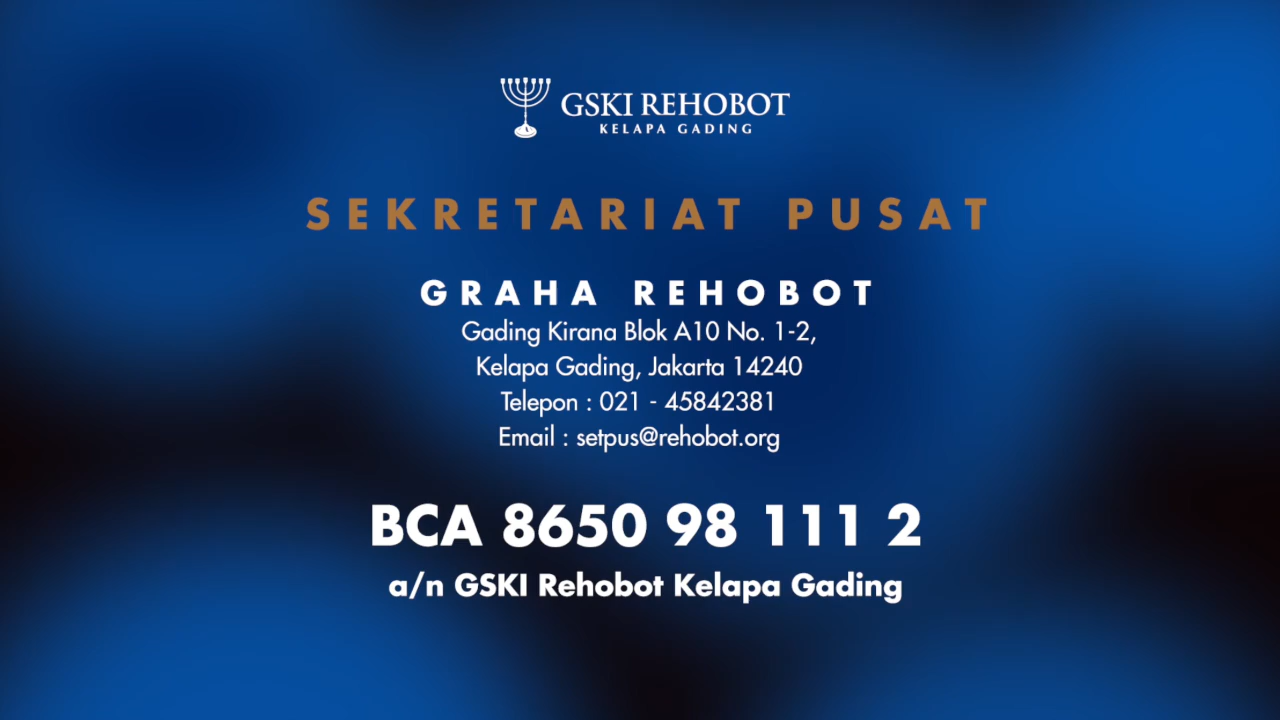 GSKI REHOBOT
KELAPA GADING
SEKRETARIAT PUSAT
GRAHA REHOBOT
Gading Kirana Blok A10 No. 1-2,
Kelapa Gading, Jakarta 14240
Telepon : 021 - 45842381
Email : setpus@rehobot.org
BCA 8650 98 111 2
a/n GSKI Rehobot Kelapa Gading